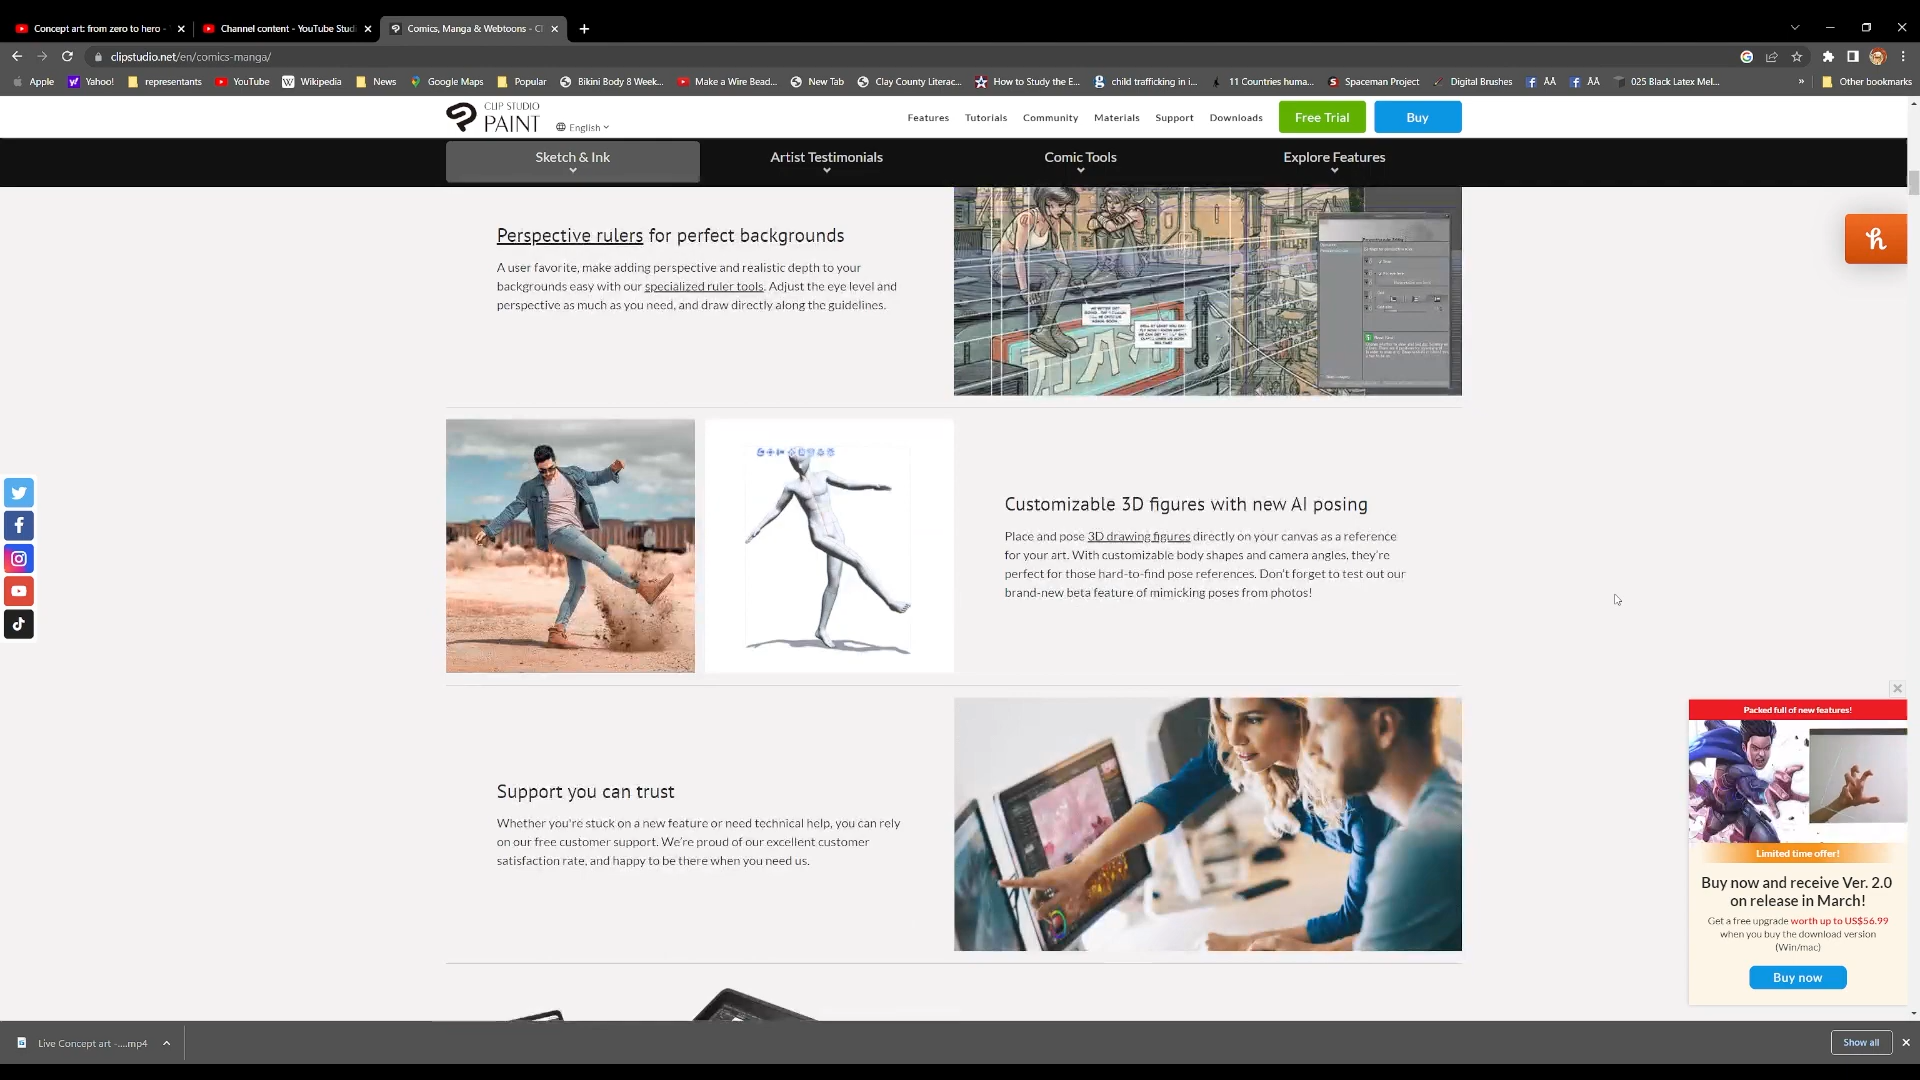 Concept art: from zero to hero -
Channel content - YouTube Studi
Comics, Manga & Webtoons - Cl
clipstudio.net/en/comics-manga/
Apple
Yahoo!
representants
YouTube
Wikipedia
News
Google Maps
Popular
Bikini Body 8 Week...
Make a Wire Bead...
New Tab
Clay County Literac...
How to Study the E...
child trafficking in i...
11 Countries huma...
Spaceman Project
Digital Brushes
ÂÂ
ÂÂ
025 Black Latex Mel...
»
Other bookmarks
CLIP STUDIO
PAINT
English
Features
Tutorials
Community
Materials
Support
Downloads
Free Trial
Buy
Sketch & Ink
Artist Testimonials
Comic Tools
Explore Features
Perspective rulers for perfect backgrounds
A user favorite, make adding perspective and realistic depth to your
backgrounds easy with our specialized ruler tools. Adjust the eye level and
perspective as much as you need, and draw directly along the guidelines.
Customizable 3D figures with new AI posing
Place and pose 3D drawing figures directly on your canvas as a reference
for your art. With customizable body shapes and camera angles, they're
perfect for those hard-to-find pose references. Don't forget to test out our
brand-new beta feature of mimicking poses from photos!
Support you can trust
Whether you're stuck on a new feature or need technical help, you can rely
on our free customer support. We're proud of our excellent customer
satisfaction rate, and happy to be there when you need us.
Packed full of new features!
Limited time offer!
Buy now and receive Ver. 2.0
on release in March!
Get a free upgrade worth up to US$56.99
when you buy the download version
(Win/mac)
Buy now
Live Concept art -....mp4
Show all